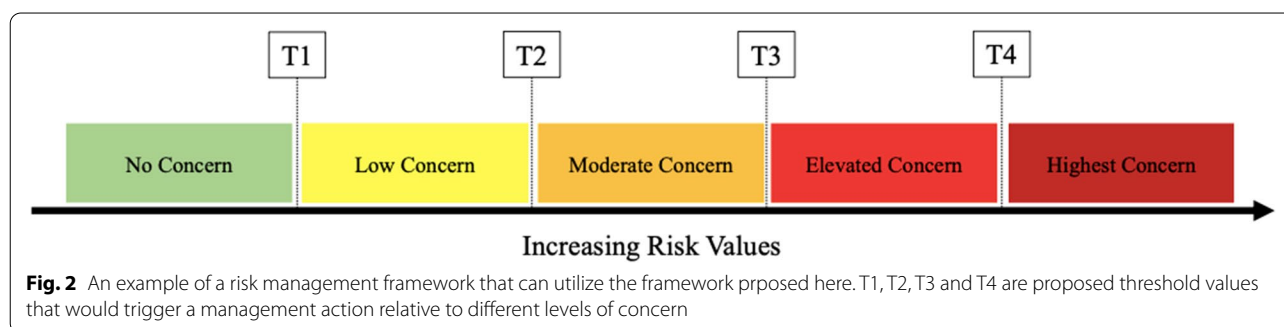 T1 T2 T3 T4
No Concern Low Concern Moderate Concern Elevated Concern Highest Concern
Increasing Risk Values
Fig. 2 An example of a risk management framework that can utilize the framework prposed here. T1, T2, T3 and T4 are proposed threshold values
that would trigger a management action relative to different levels of concern